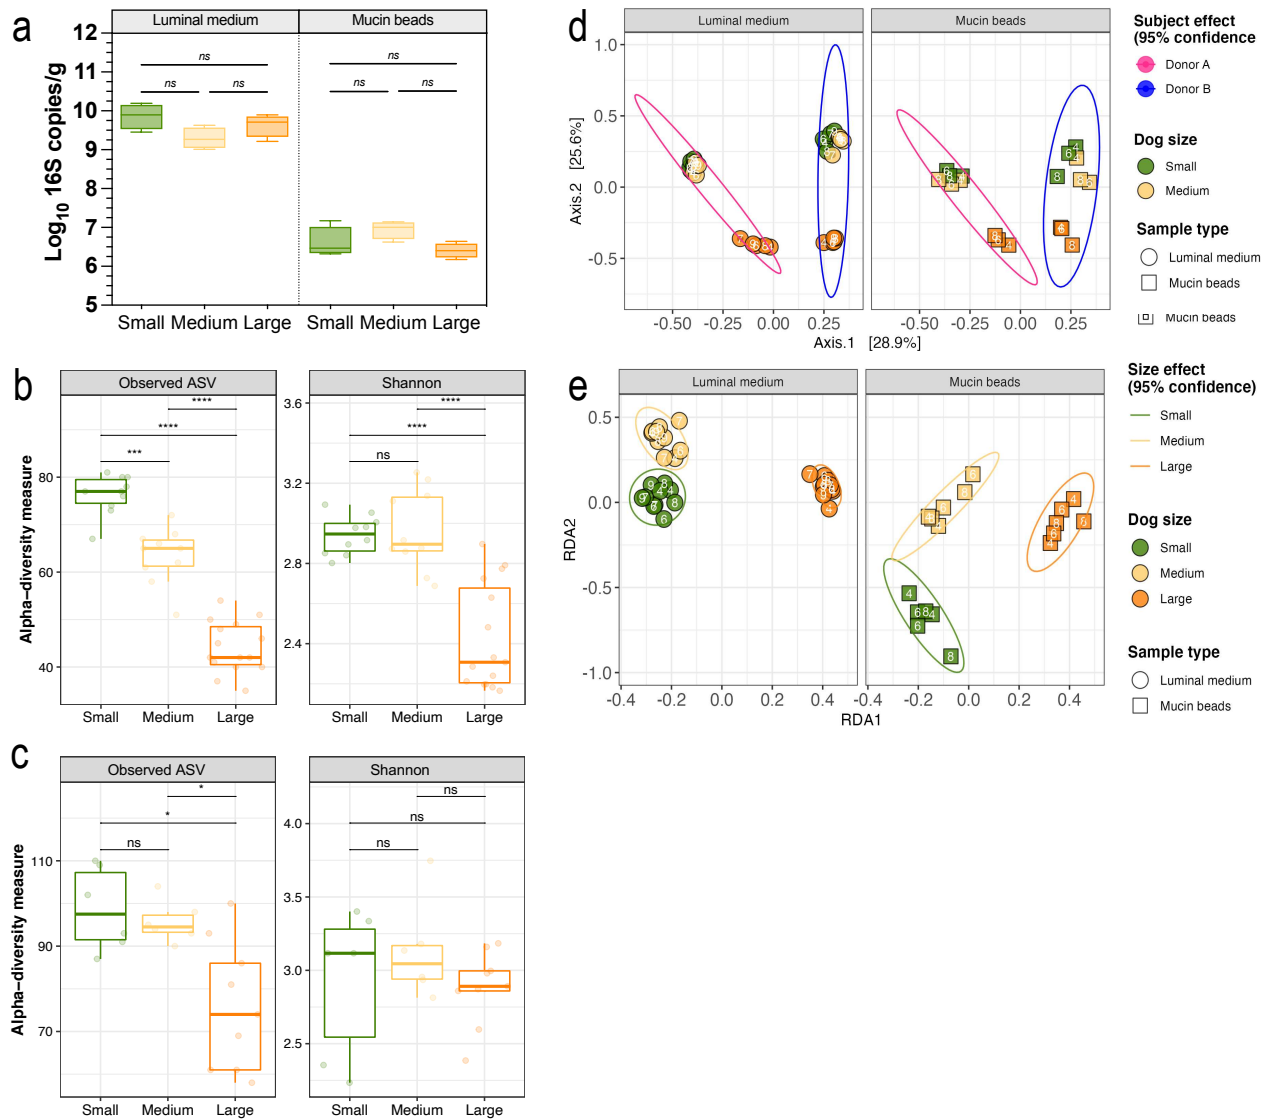 a
Luminal medium
Mucin beads
Log10 16S copies/g
12
11
10
9
8
7
6
5
ns
ns
ns
ns
ns
ns
Small Medium Large
Small Medium Large
b
Observed ASV
Shannon
Alpha-diversity measure
80
60
40
****
****
***
3.6
3.2
2.8
2.4
****
****
ns
Small Medium Large
Small Medium Large
c
Observed ASV
Shannon
Alpha-diversity measure
110
90
70
*
*
ns
4.0
3.5
3.0
2.5
ns
ns
ns
Small Medium Large
Small Medium Large
d
Luminal medium
Mucin beads
Axis.2 [25.6%]
1.0
0.5
0.0
-0.5
-0.50 -0.25 0.00 0.25
-0.50 -0.25 0.00 0.25
Axis.1 [28.9%]
Subject effect
(95% confidence
Donor A
Donor B
Dog size
Small
Medium
Sample type
Luminal medium
Mucin beads
Mucin beads
e
Luminal medium
Mucin beads
RDA2
0.5
0.0
-0.5
-1.0
-0.4 -0.2 0.0 0.2 0.4
-0.4 -0.2 0.0 0.2 0.4
RDA1
Size effect
(95% confidence)
Small
Medium
Large
Dog size
Small
Medium
Large
Sample type
Luminal medium
Mucin beads